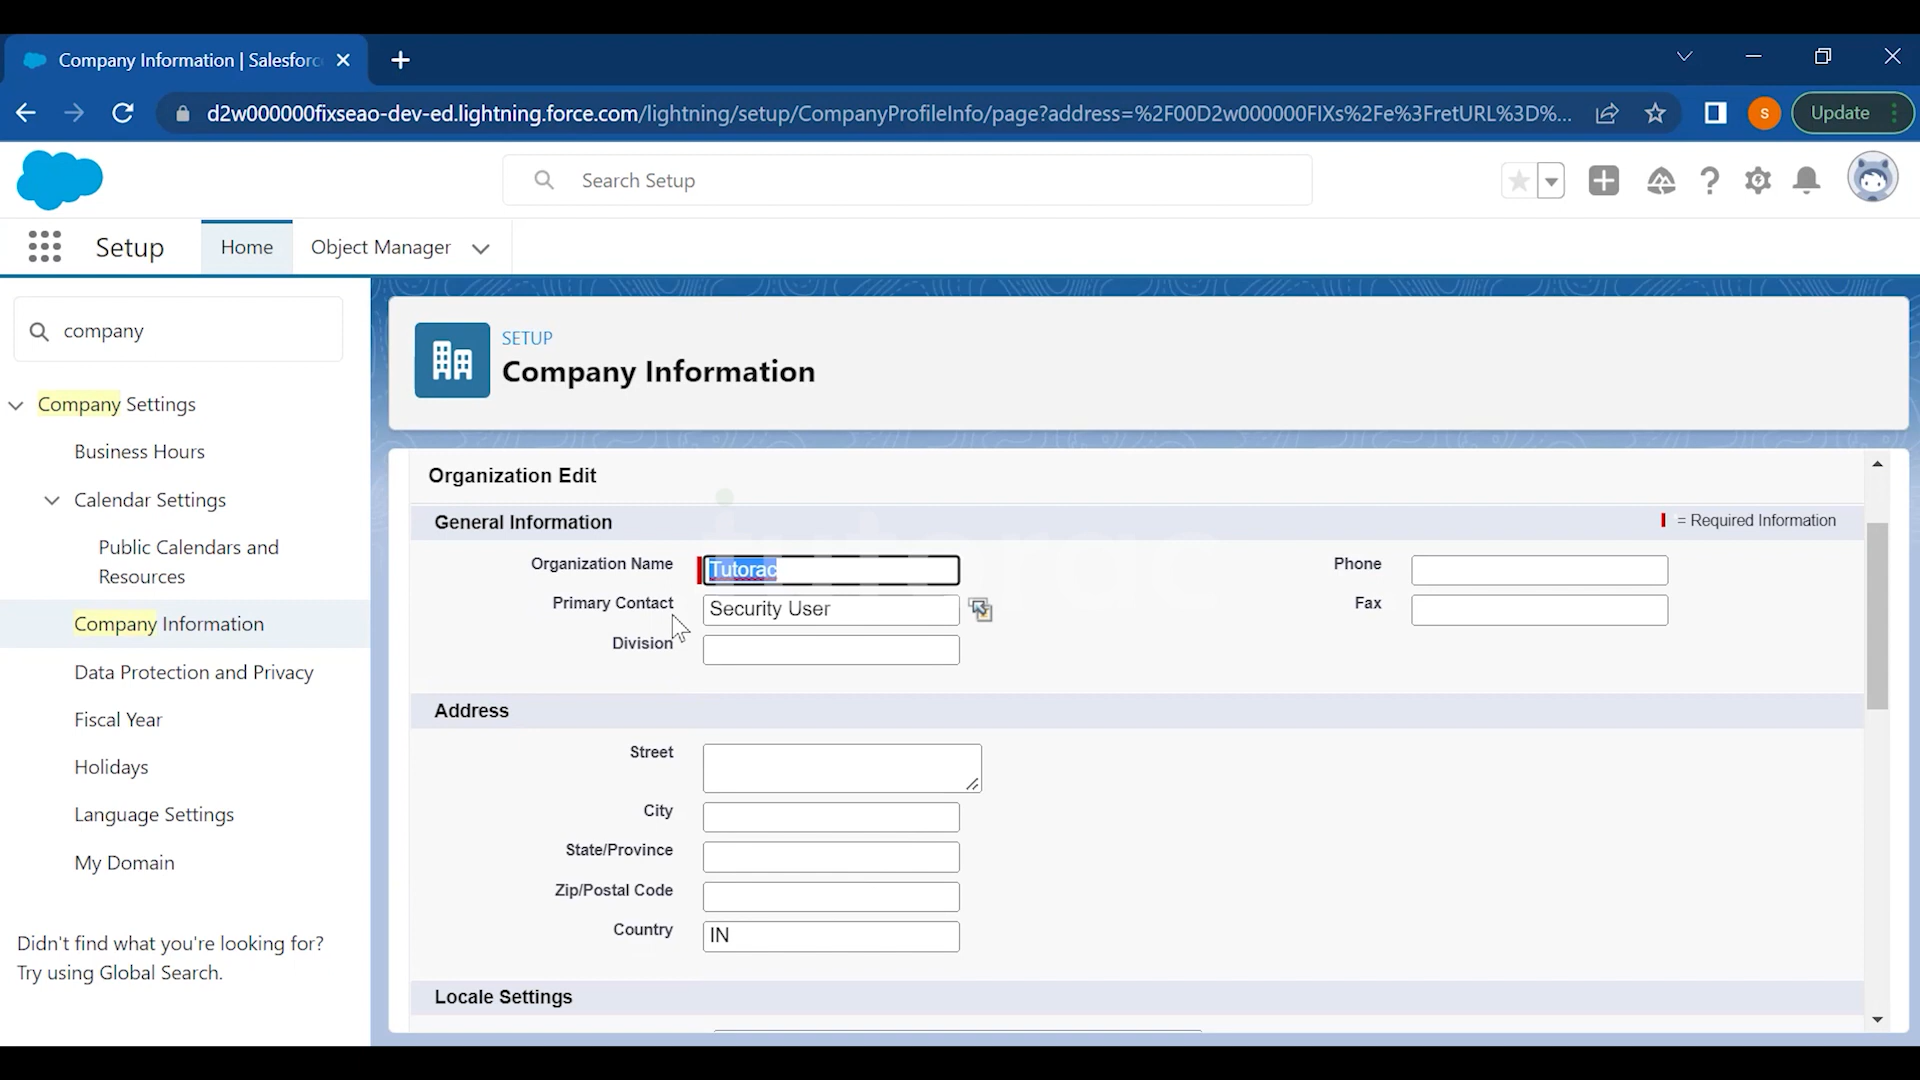 Company Information | Salesforc
d2w000000fixseao-dev-ed.lightning.force.com/lightning/setup/CompanyProfileInfo/page?address=%2F00D2w000000FIXs%2Fe%3FretURL%3D%...
S
Update
Search Setup
Setup
Home
Object Manager
company
Company Settings
Business Hours
Calendar Settings
Public Calendars and
Resources
Company Information
Data Protection and Privacy
Fiscal Year
Holidays
Language Settings
My Domain
Didn't find what you're looking for?
Try using Global Search.
SETUP
Company Information
Organization Edit
General Information
= Required Information
Organization Name
Tutorac
Phone
Primary Contact
Security User
Fax
Division
Address
Street
City
State/Province
Zip/Postal Code
Country
IN
Locale Settings